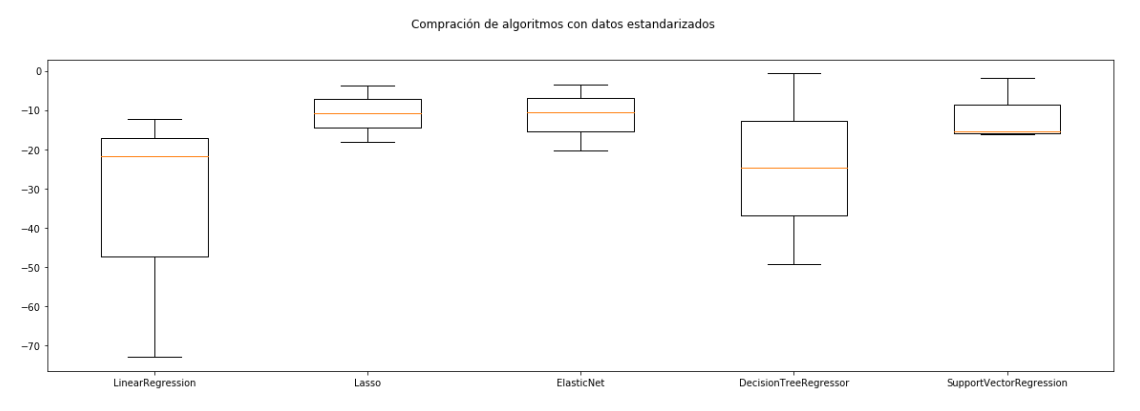 Compración de algoritmos con datos estandarizados
0
−10
−20
−30
−40
−50
−60
−70
LinearRegression
Lasso
ElasticNet
DecisionTreeRegressor
SupportVectorRegression